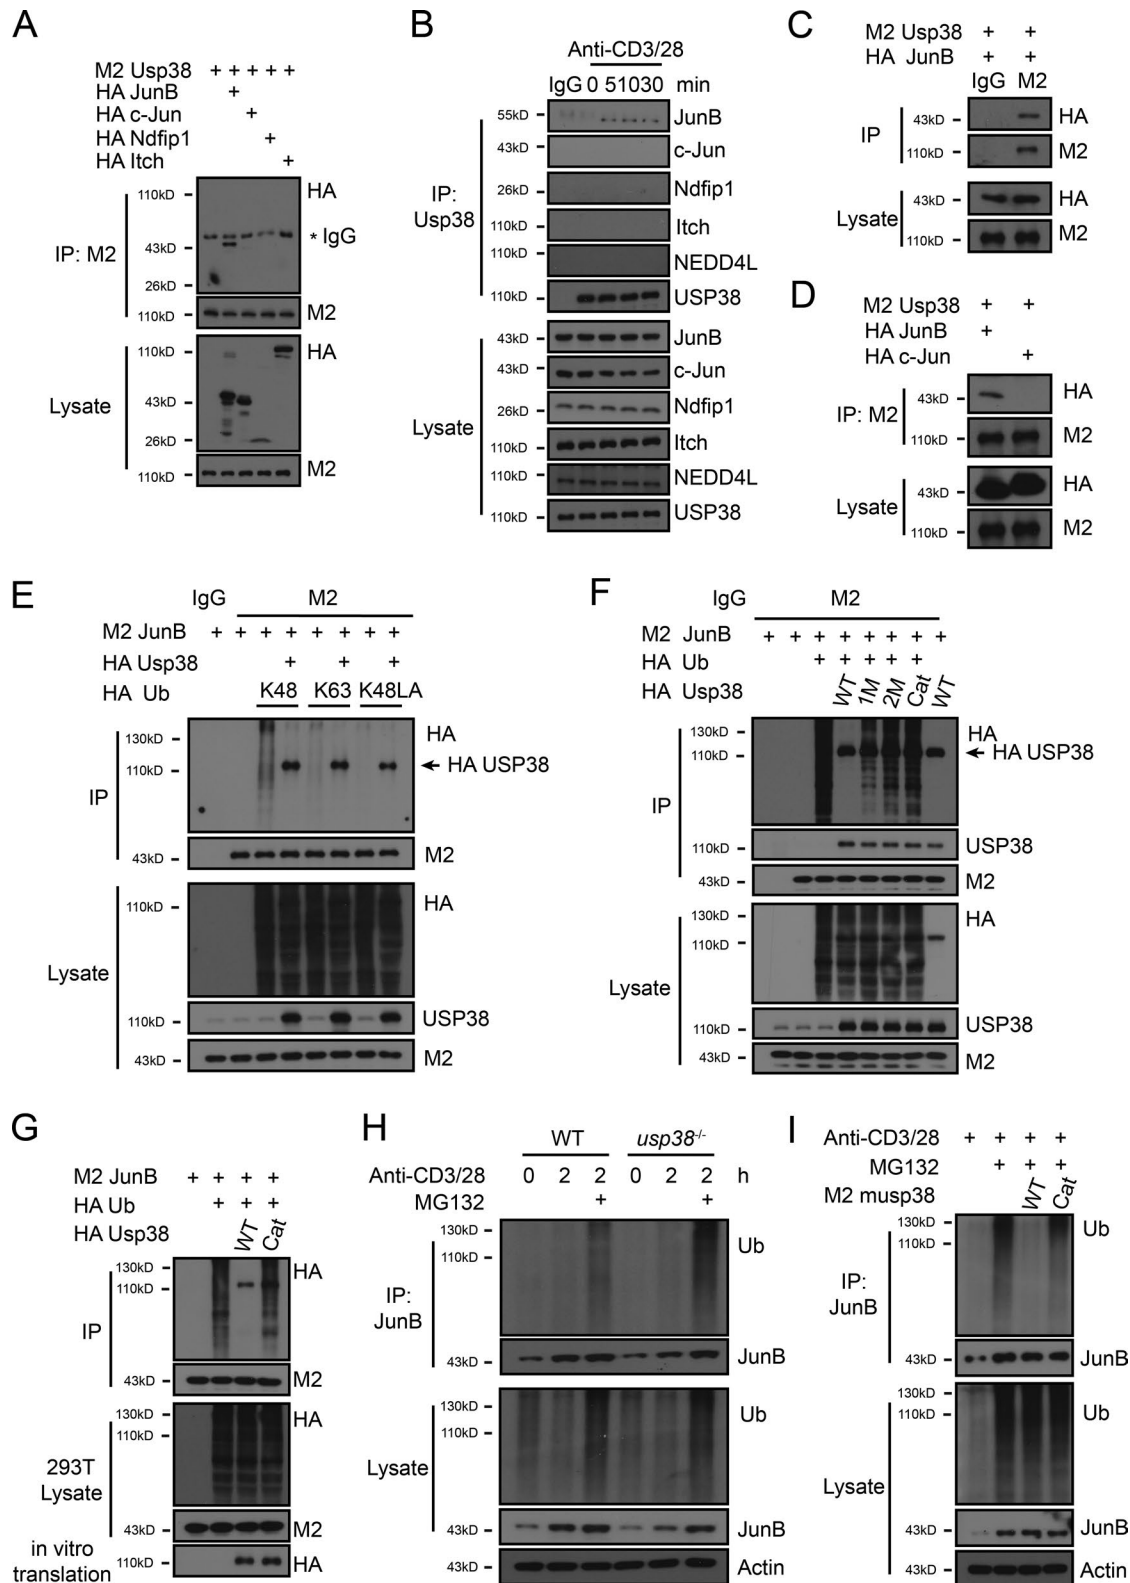 A
M2 Usp38 + + + + +
HA JunB +
HA c-Jun +
HA Ndfip1 +
HA Itch +
110kD
HA
* IgG
IP: M2
43kD
26kD
110kD
M2
110kD
HA
Lysate
43kD
26kD
110kD
M2
B
Anti-CD3/28
IgG 0 51030 min
55kD
JunB
43kD
c-Jun
IP:
Usp38
26kD
Ndfip1
110kD
Itch
110kD
NEDD4L
110kD
USP38
43kD
JunB
43kD
c-Jun
Lysate
26kD
Ndfip1
110kD
Itch
110kD
NEDD4L
110kD
USP38
C
M2 Usp38 + +
HA JunB + +
IgG M2
IP
43kD
HA
110kD
M2
Lysate
43kD
HA
110kD
M2
D
M2 Usp38 + +
HA JunB +
HA c-Jun +
IP: M2
43kD
HA
110kD
M2
Lysate
43kD
HA
110kD
M2
E
IgG M2
M2 JunB + + + + + + + +
HA Usp38 + + +
HA Ub K48 K63 K48LA
130kD
HA
110kD
HA USP38
IP
43kD
M2
110kD
HA
Lysate
110kD
USP38
43kD
M2
F
IgG M2
M2 JunB + + + + + + + +
HA Ub + + + + +
HA Usp38 WT 1M 2M Cat WT
130kD
HA
110kD
HA USP38
IP
110kD
USP38
43kD
M2
130kD
HA
110kD
Lysate
110kD
USP38
43kD
M2
G
M2 JunB + + + +
HA Ub + + +
HA Usp38 WT Cat
130kD
HA
110kD
IP
43kD
M2
130kD
HA
110kD
293T
Lysate
43kD
M2
in vitro
translation
110kD
HA
H
WT usp38-/-
Anti-CD3/28 0 2 2 0 2 2 h
MG132 + +
130kD
Ub
110kD
IP:
JunB
43kD
JunB
130kD
Ub
110kD
Lysate
43kD
JunB
43kD
Actin
I
Anti-CD3/28 + + + +
MG132 + + +
M2 musp38 WT Cat
130kD
Ub
110kD
IP:
JunB
43kD
JunB
130kD
Ub
110kD
Lysate
43kD
JunB
43kD
Actin